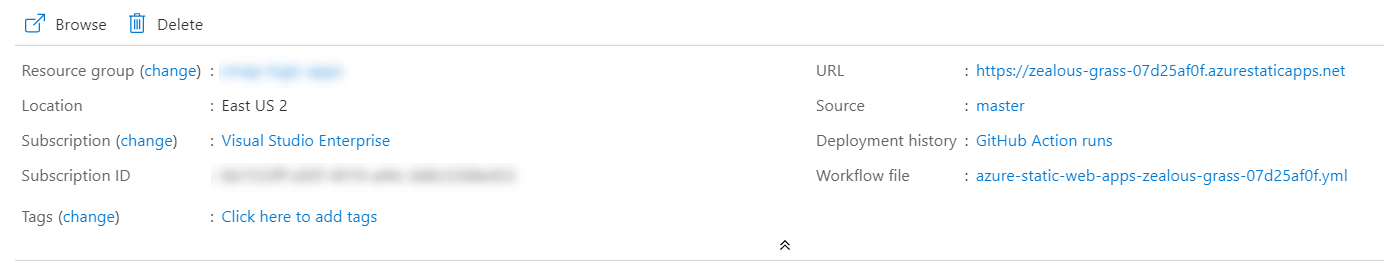 Browse Delete
Resource group (change) :
Location : East US 2
Subscription (change) : Visual Studio Enterprise
Subscription ID :
Tags (change) : Click here to add tags
URL : https://zealous-grass-07d25af0f.azurestaticapps.net
Source : master
Deployment history : GitHub Action runs
Workflow file : azure-static-web-apps-zealous-grass-07d25af0f.yml